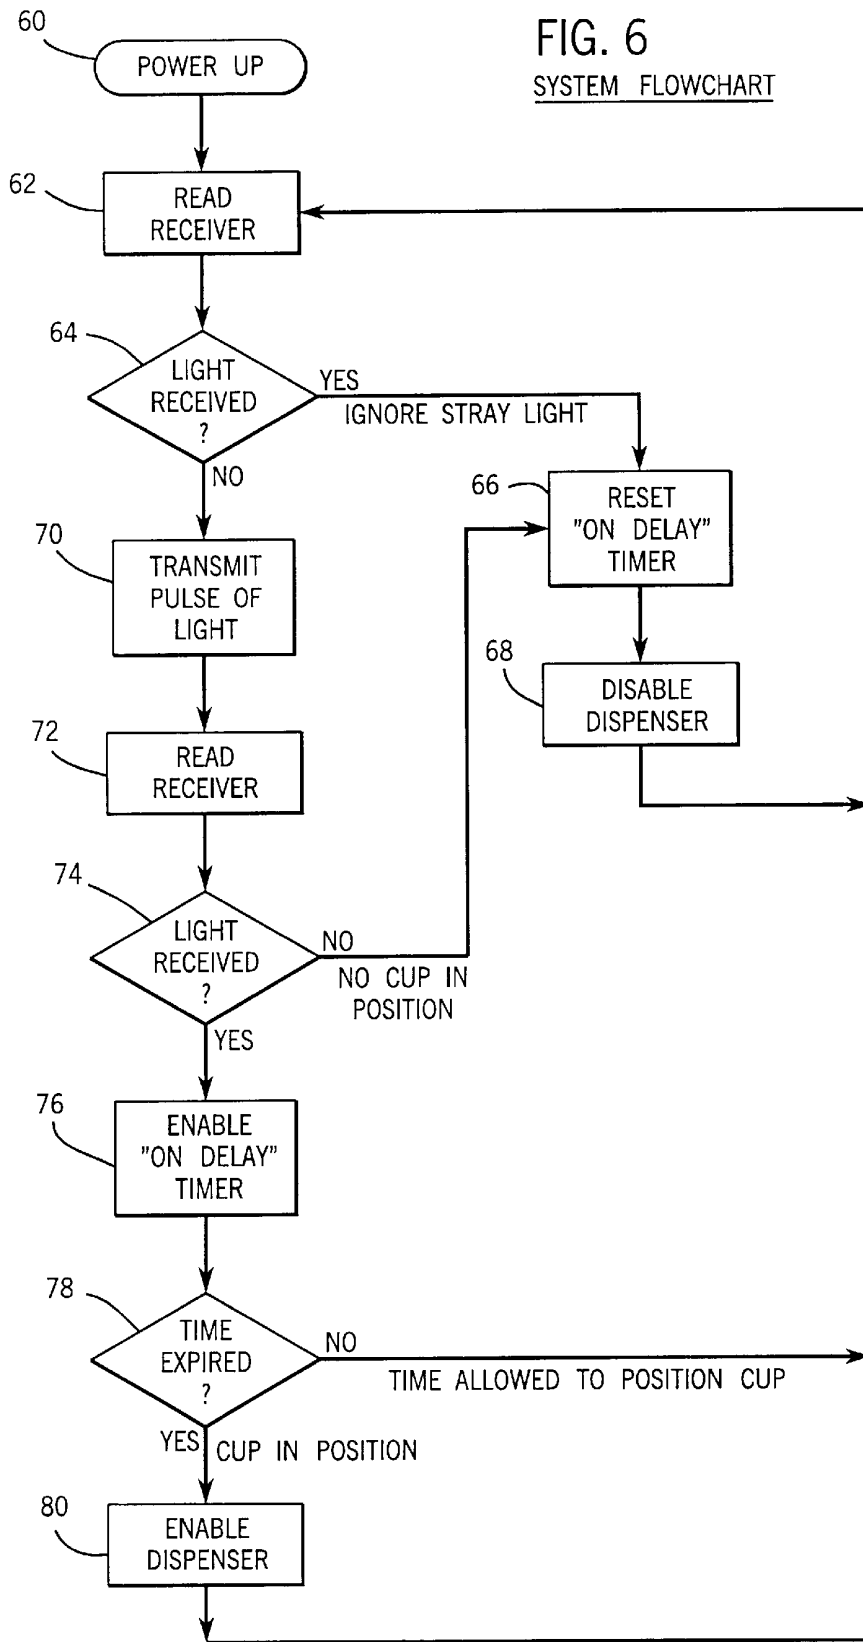 FIG. 6
SYSTEM FLOWCHART
60
POWER UP
62
READ
RECEIVER
64
LIGHT
RECEIVED
?
YES
IGNORE STRAY LIGHT
NO
66
RESET
"ON DELAY"
TIMER
70
TRANSMIT
PULSE OF
LIGHT
68
DISABLE
DISPENSER
72
READ
RECEIVER
74
LIGHT
RECEIVED
?
NO
NO CUP IN
POSITION
YES
76
ENABLE
"ON DELAY"
TIMER
78
TIME
EXPIRED
?
NO
TIME ALLOWED TO POSITION CUP
YES
CUP IN POSITION
80
ENABLE
DISPENSER